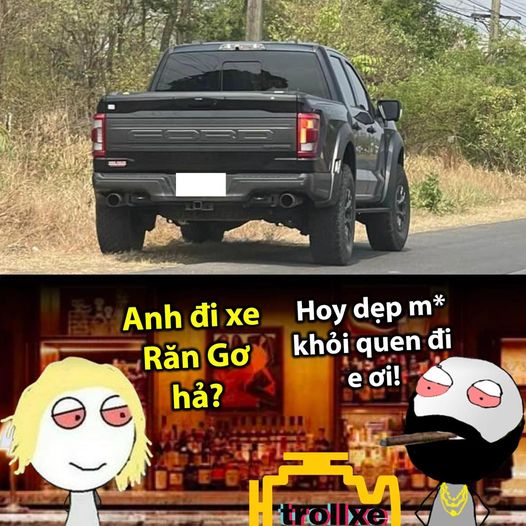 FORD
Anh đi xe
Răn Gơ
hả?
Hoy dẹp m*
khỏi quen đi
e ơi!
trollxe